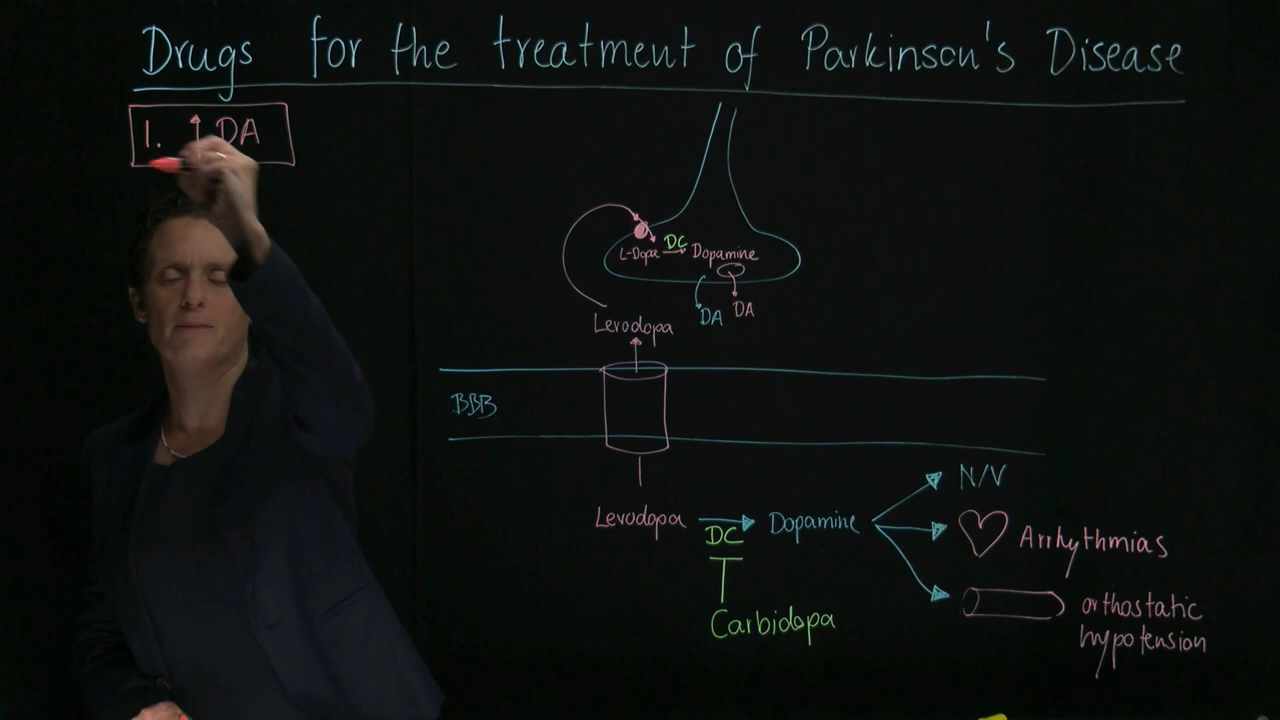 Drugs for the treatment of Parkinson's Disease
1. ↑ DA
L-Dopa DC Dopamine
DA DA
Levodopa
BBB
Levodopa DC Dopamine
N/V
Arrhythmias
orthostatic
hypotension
Carbidopa